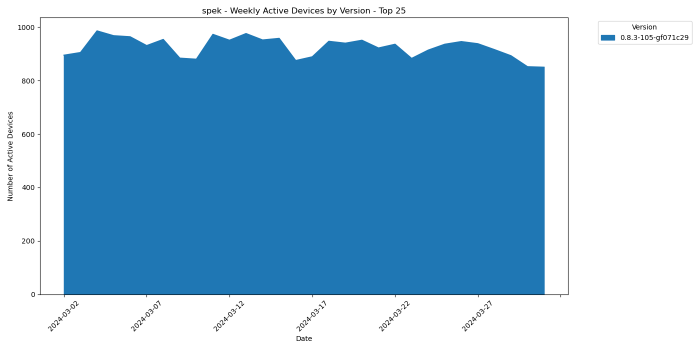 spek - Weekly Active Devices by Version - Top 25
Version
0.8.3-105-gf071c29
Number of Active Devices
1000
800
600
400
200
0
2024-03-02
2024-03-07
2024-03-12
2024-03-17
2024-03-22
2024-03-27
Date